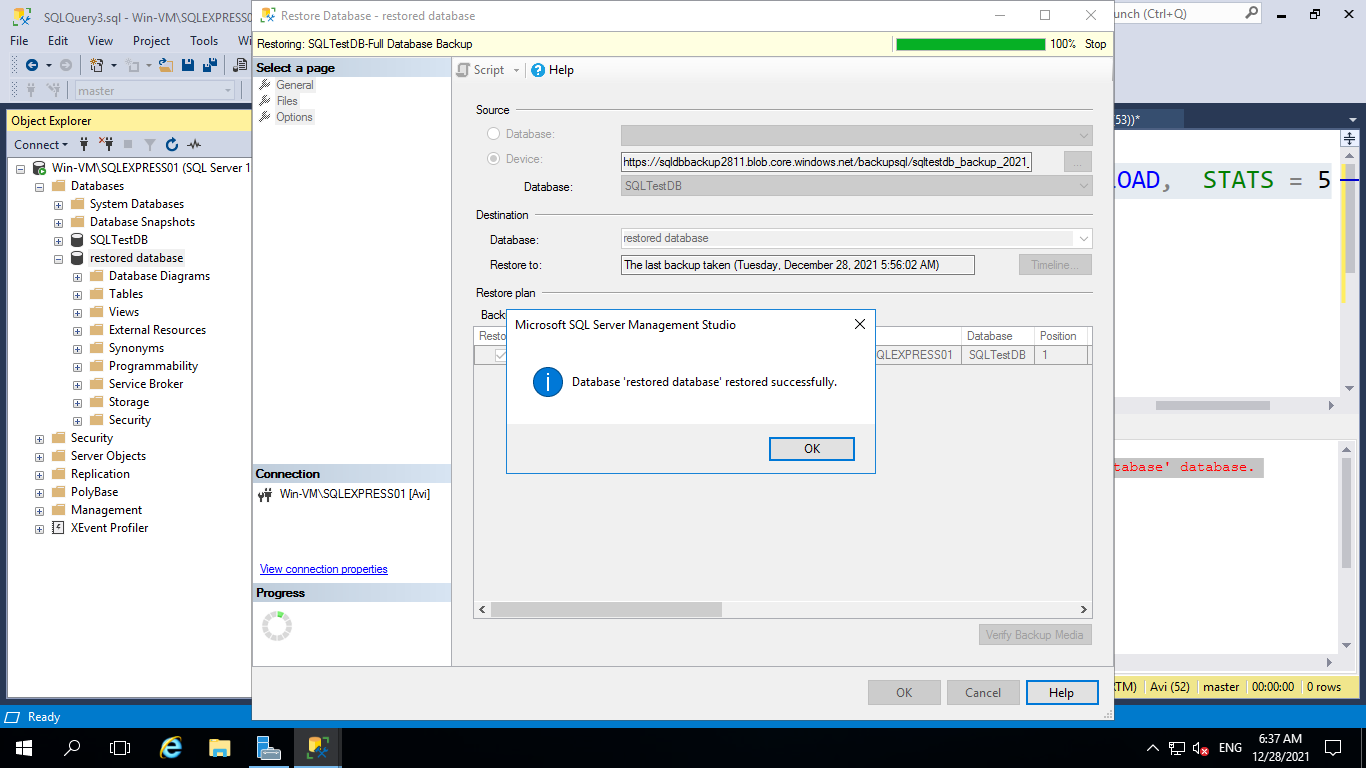 SQLQuery3.sql - Win-VM\SQLEXPRESS0
Restore Database - restored database
unch (Ctrl+Q)
File Edit View Project Tools Wi
Restoring: SQLTestDB-Full Database Backup
100% Stop
Select a page
General
Files
Options
Script
Help
master
Object Explorer
Connect
Win-VM\SQLEXPRESS01 (SQL Server 1
Databases
System Databases
Database Snapshots
SQLTestDB
restored database
Database Diagrams
Tables
Views
External Resources
Synonyms
Programmability
Service Broker
Storage
Security
Security
Server Objects
Replication
PolyBase
Management
XEvent Profiler
Source
Database:
Device:
https://sqldbbackup2811.blob.core.windows.net/backupsql/sqltestdb_backup_2021_
...
Database:
SQLTestDB
Destination
Database:
restored database
Restore to:
The last backup taken (Tuesday, December 28, 2021 5:56:02 AM)
Timeline...
Restore plan
Back
Resto
Database
Position
QLEXPRESS01
SQLTestDB
1
Microsoft SQL Server Management Studio
Database 'restored database' restored successfully.
OK
Connection
Win-VM\SQLEXPRESS01 [Avi]
View connection properties
Progress
Verify Backup Media
OK
Cancel
Help
(53))*
OAD, STATS = 5
tabase' database.
TM)
Avi (52)
master
00:00:00
0 rows
Ready
ENG
6:37 AM
12/28/2021